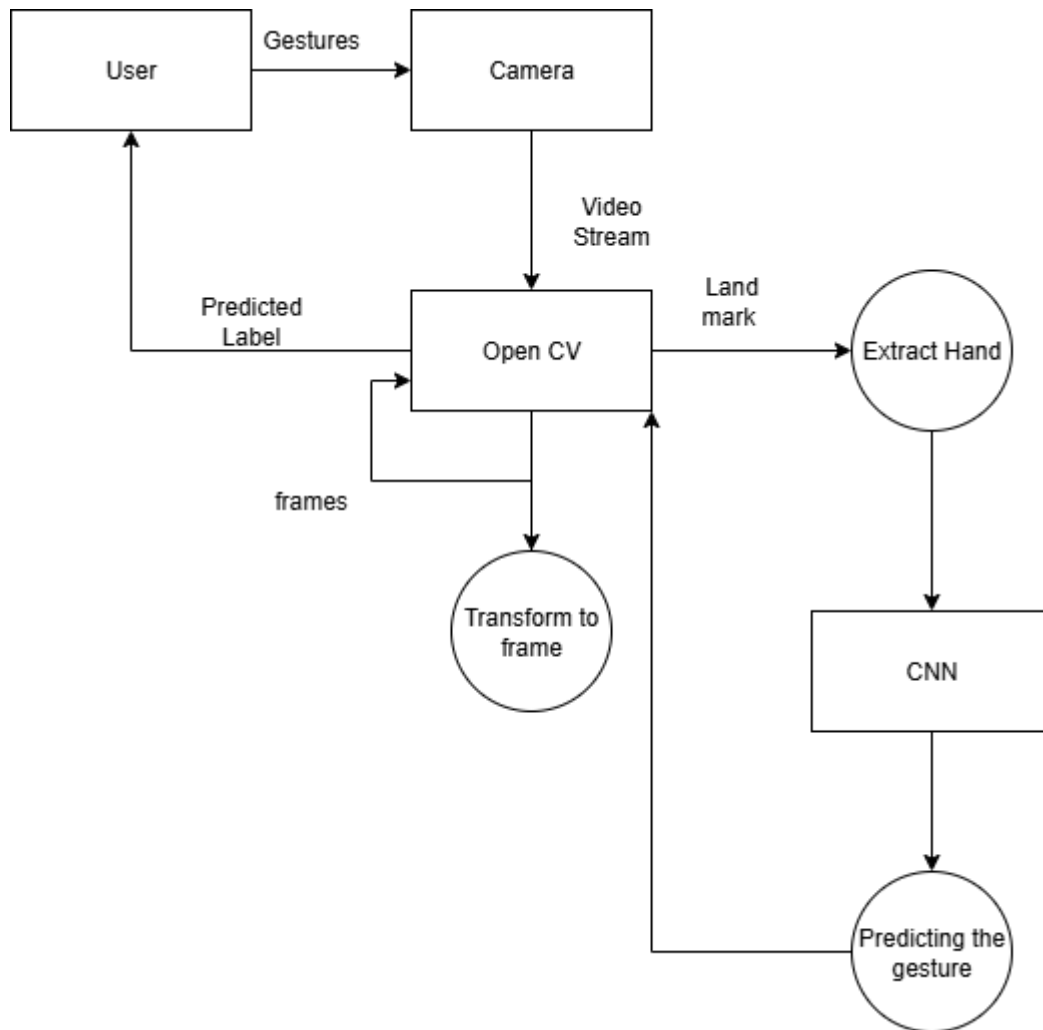 Gestures
User
Camera
Video
Stream
Land
mark
Predicted
Label
Open CV
Extract Hand
frames
Transform to
frame
CNN
Predicting the
gesture